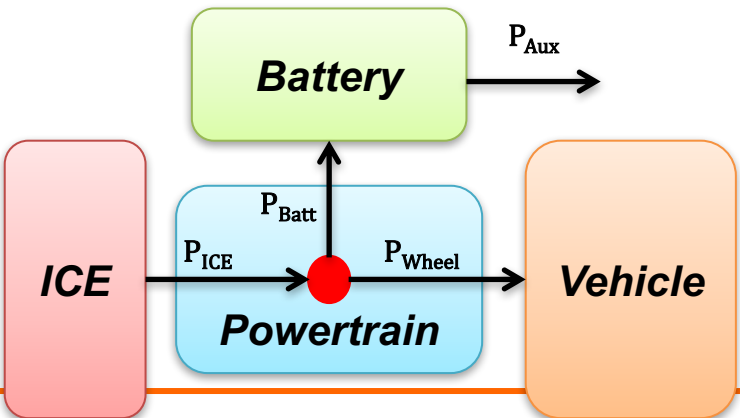 P_Aux
Battery
P_Batt
P_ICE
P_Wheel
ICE
Vehicle
Powertrain